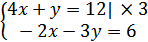 {4x + y = 12| × 3
−2x − 3y = 6